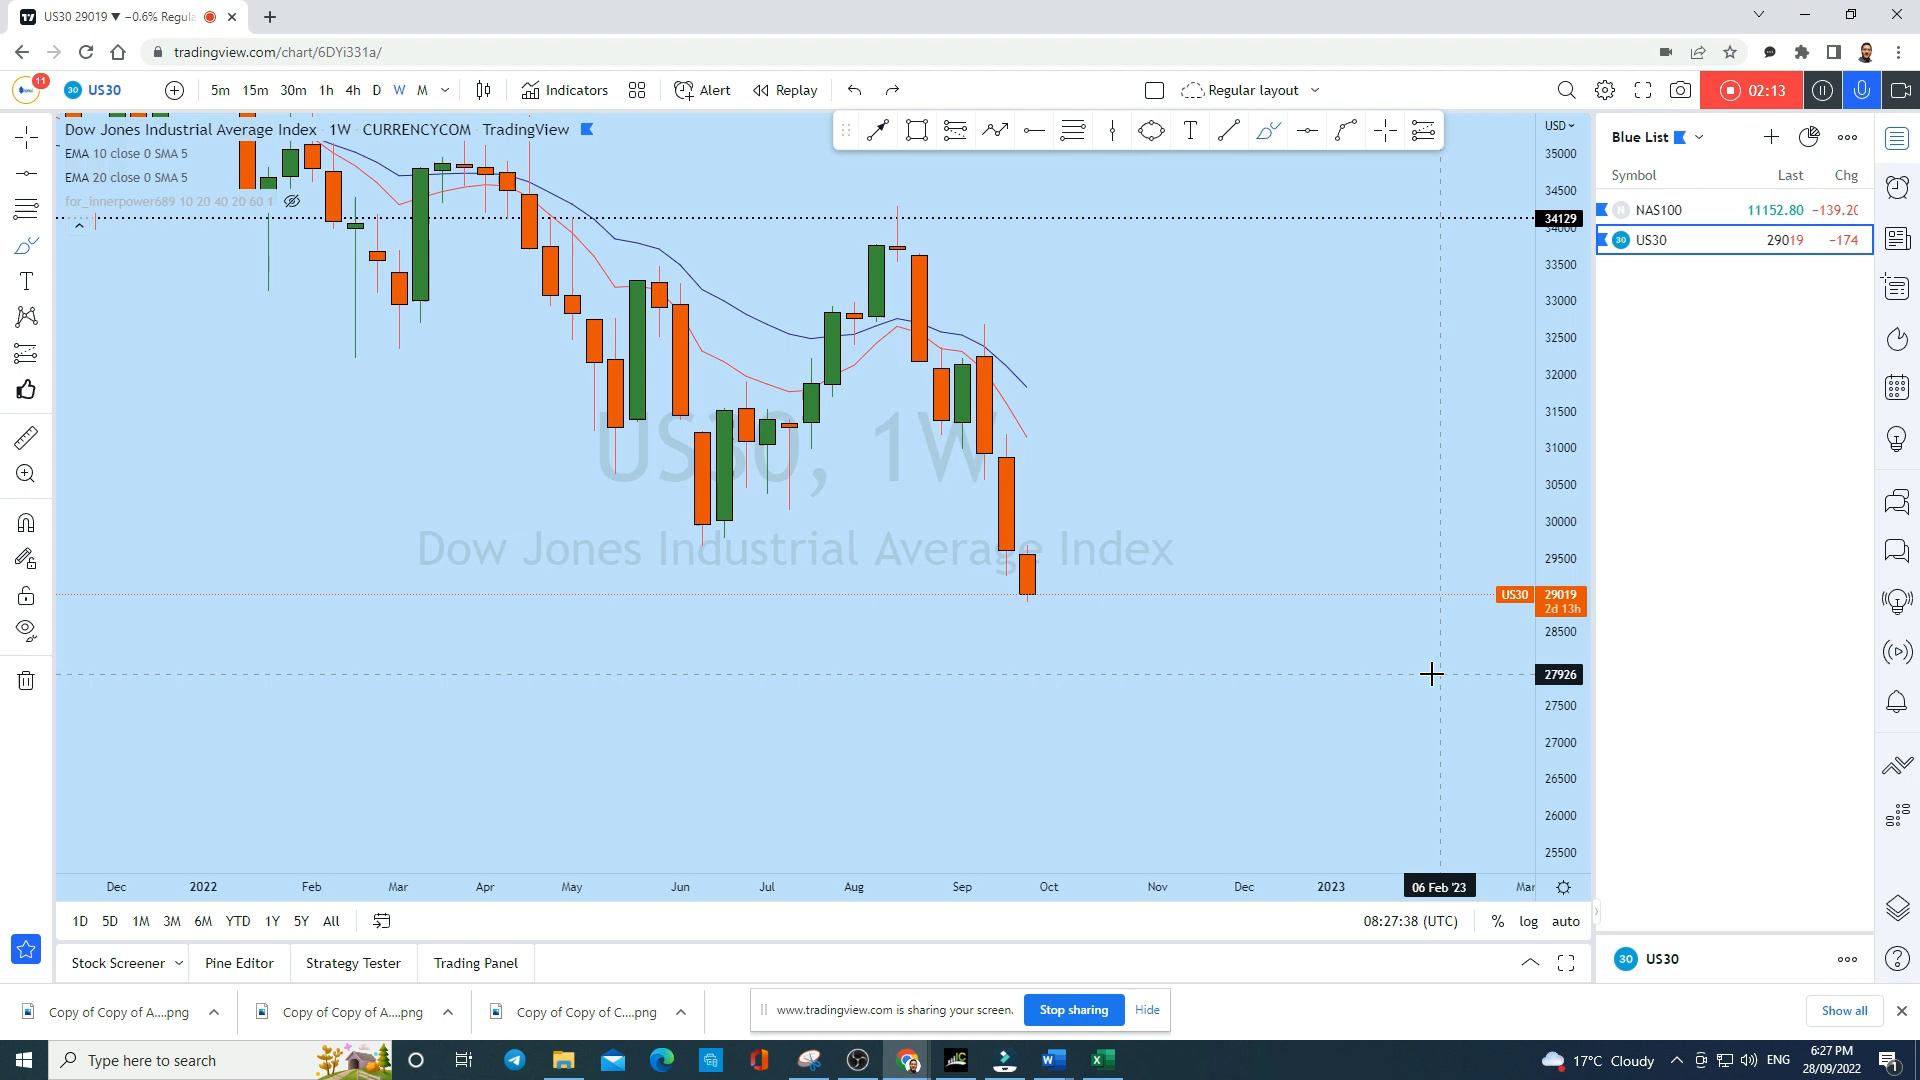 US30 29019 ▼ −0.6% Regula
tradingview.com/chart/6DYi331a/
11
30 US30 5m 15m 30m 1h 4h D W M Indicators Alert Replay Regular layout 02:13
Dow Jones Industrial Average Index · 1W · CURRENCYCOM · TradingView
EMA 10 close 0 SMA 5
EMA 20 close 0 SMA 5
for_innerpower689 10 20 40 20 60 1
US30, 1W
Dow Jones Industrial Average Index
USD
35000
34500
34129
34000
33500
33000
32500
32000
31500
31000
30500
30000
29500
US30 29019
2d 13h
28500
27926
27500
27000
26500
26000
25500
Dec 2022 Feb Mar Apr May Jun Jul Aug Sep Oct Nov Dec 2023 06 Feb '23 Mar
1D 5D 1M 3M 6M YTD 1Y 5Y All 08:27:38 (UTC) % log auto
Stock Screener Pine Editor Strategy Tester Trading Panel
Blue List
Symbol Last Chg
N NAS100 11152.80 −139.20
30 US30 29019 −174
30 US30
Copy of Copy of A....png Copy of Copy of A....png Copy of Copy of C....png
www.tradingview.com is sharing your screen. Stop sharing Hide
Show all
Type here to search
17°C Cloudy ENG
6:27 PM
28/09/2022
1